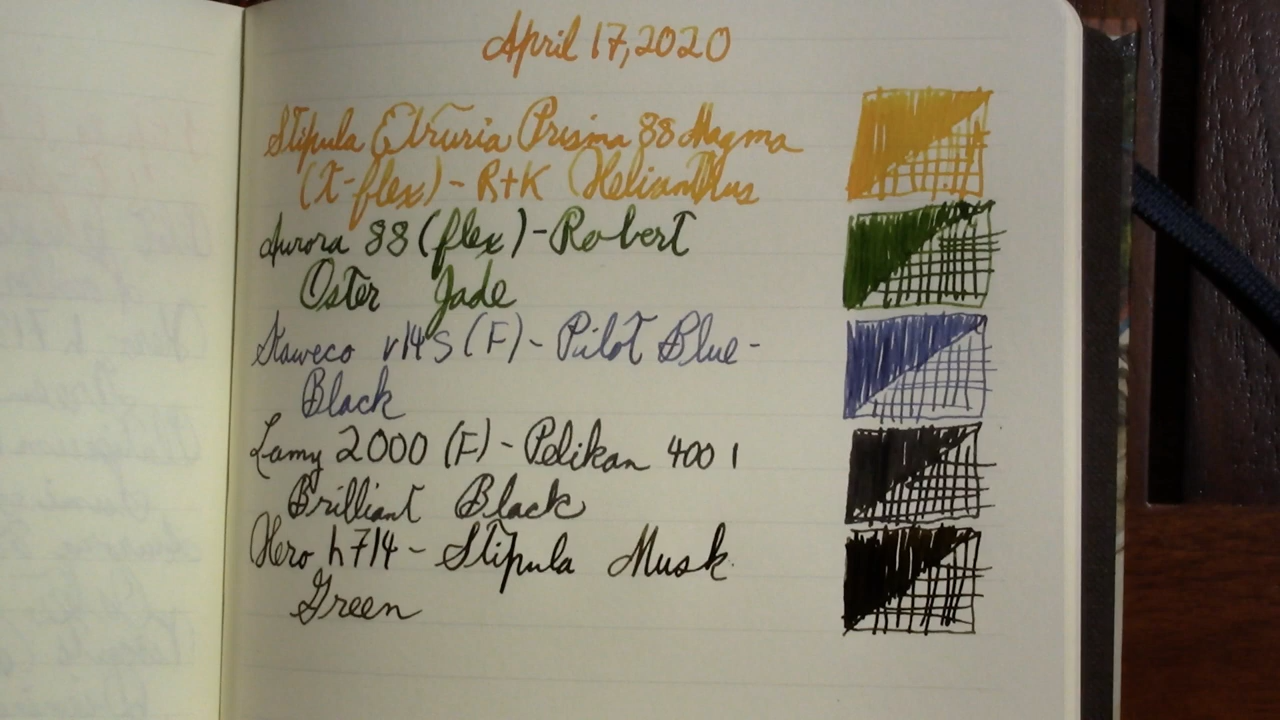 April 17, 2020
Stipula Etruria Prisma 88 Magma
(T-flex) - R+K Helianthus
Aurora 88 (flex) - Robert
Oster Jade
Kaweco v14S (F) - Pilot Blue-
Black
Lamy 2000 (F) - Pelikan 4001
Brilliant Black
Hero h714 - Stipula Musk
Green